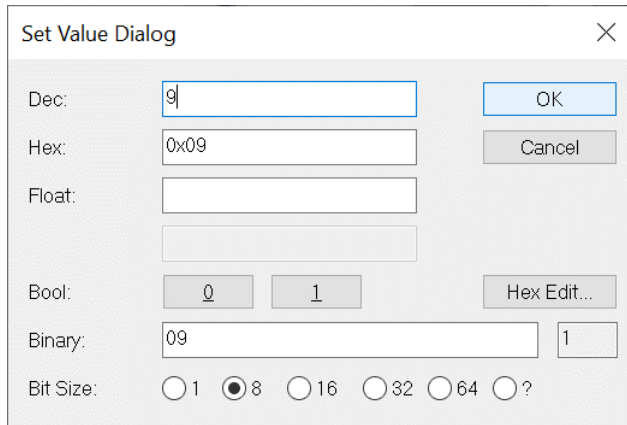 Set Value Dialog
Dec: 9 OK
Hex: 0x09 Cancel
Float:
Bool: 0 1 Hex Edit...
Binary: 09 1
Bit Size: 1 8 16 32 64 ?